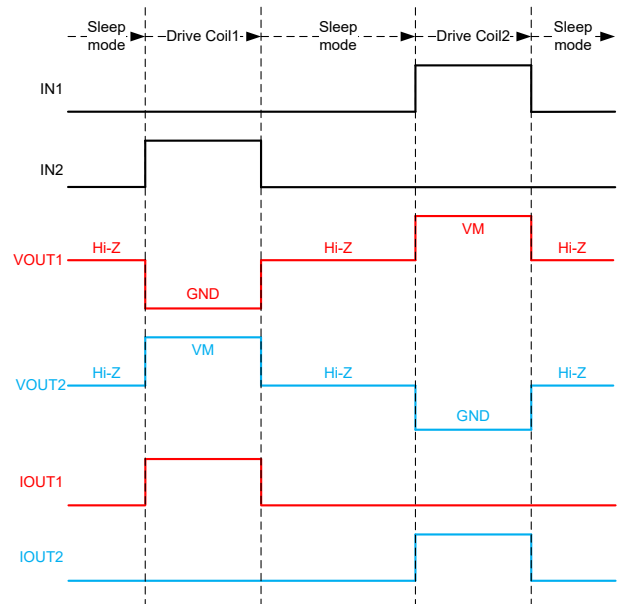 Sleep mode
Drive Coil1
Sleep mode
Drive Coil2
Sleep mode
IN1
IN2
VOUT1
Hi-Z
GND
Hi-Z
VM
Hi-Z
VOUT2
Hi-Z
VM
Hi-Z
GND
Hi-Z
IOUT1
IOUT2